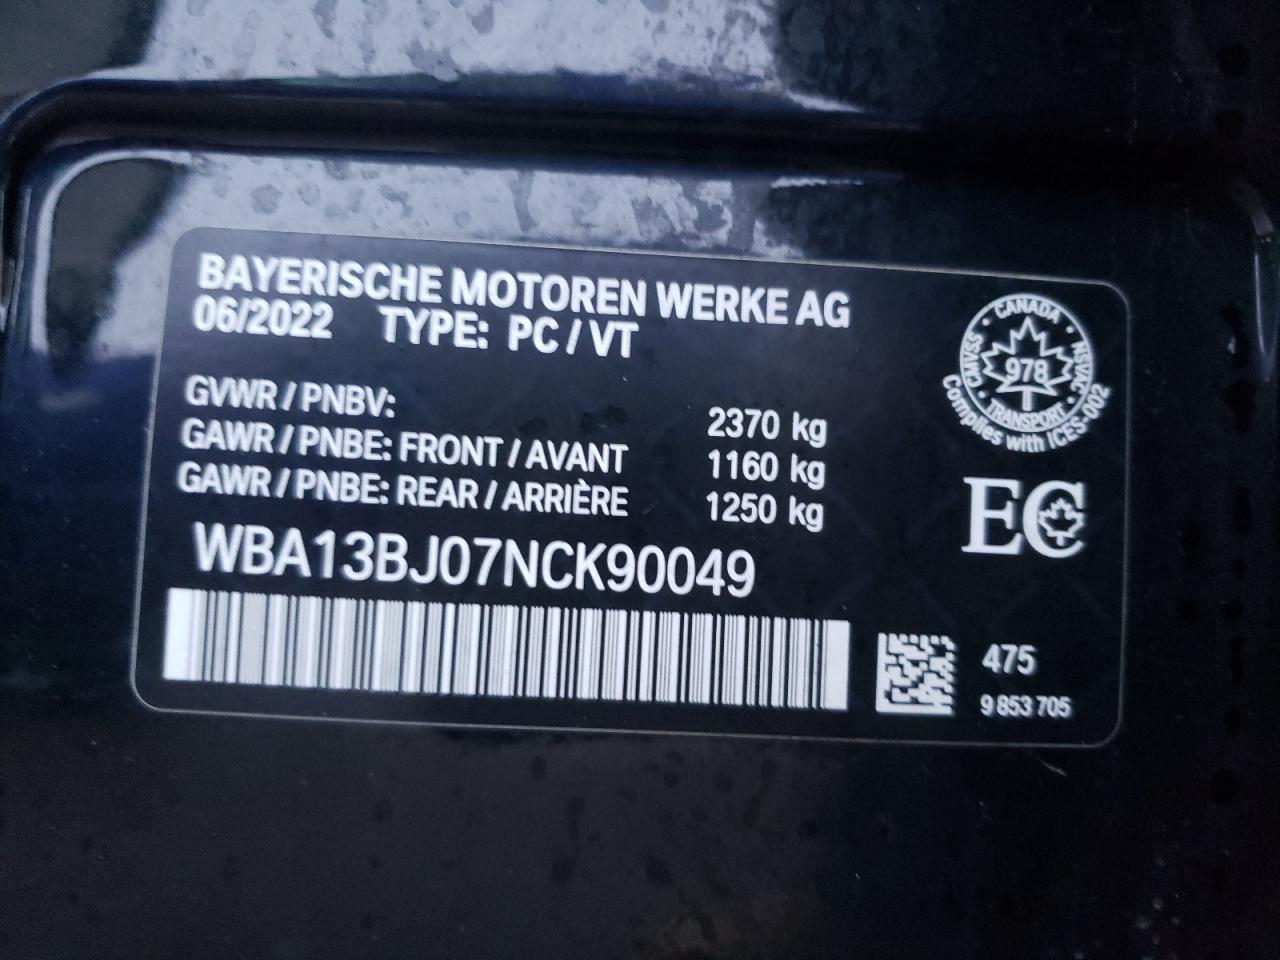 BAYERISCHE MOTOREN WERKE AG
06/2022 TYPE: PC / VT
GVWR / PNBV: 2370 kg
GAWR / PNBE: FRONT / AVANT 1160 kg
GAWR / PNBE: REAR / ARRIÈRE 1250 kg
WBA13BJ07NCK90049
CANADA
CMVSS 978 NSVAC
TRANSPORT
Complies with ICES-002
EC
475
9 853 705